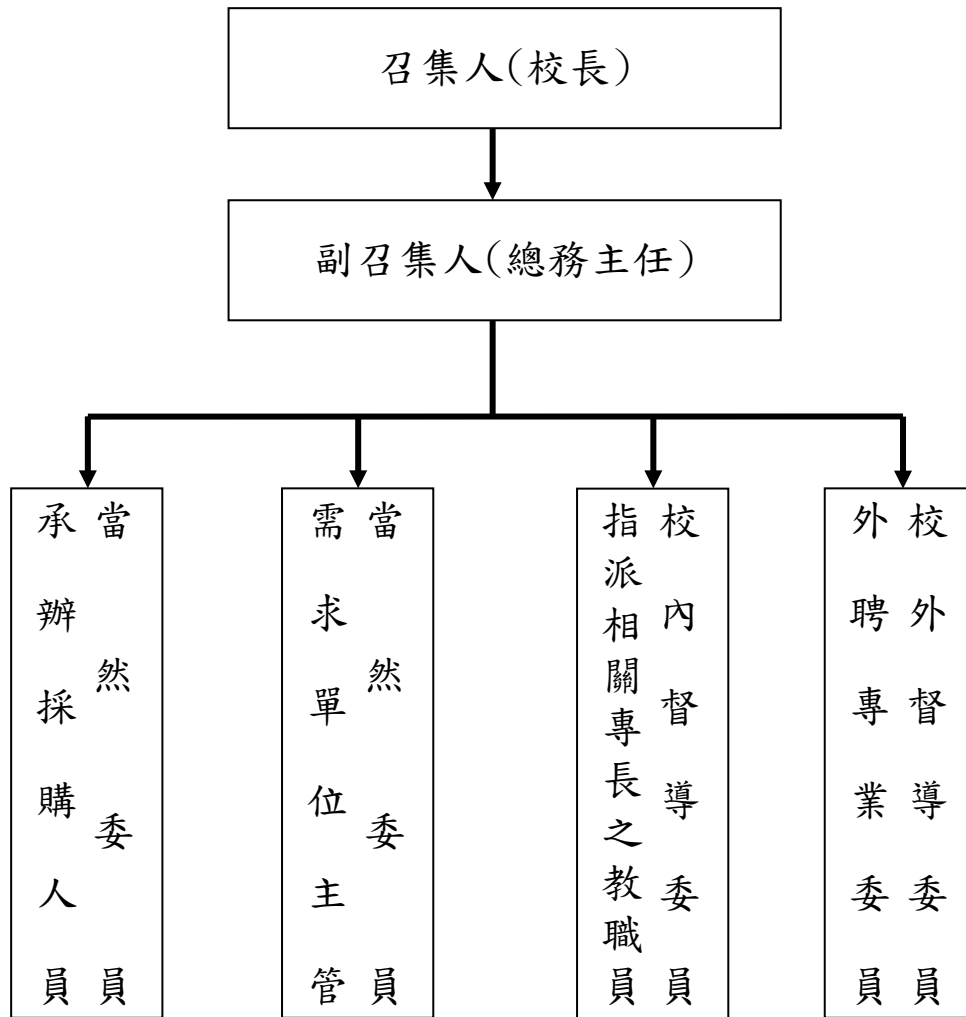 召集人(校長)
副召集人(總務主任)
當然委員
承辦採購人員
當然委員
需求單位主管
校內督導委員
指派相關專長之教職員
校外督導委員
外聘專業委員